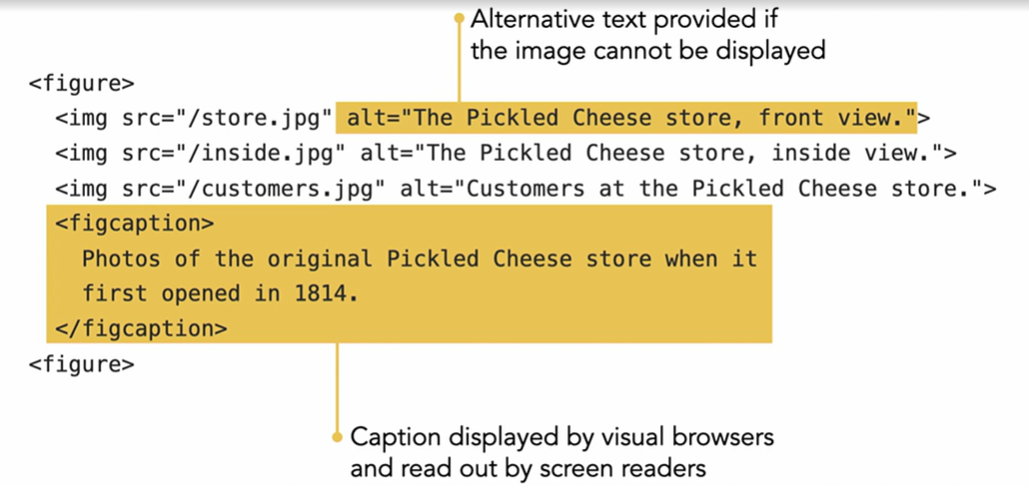 Alternative text provided if
the image cannot be displayed
<figure>
<img src="/store.jpg" alt="The Pickled Cheese store, front view.">
<img src="/inside.jpg" alt="The Pickled Cheese store, inside view.">
<img src="/customers.jpg" alt="Customers at the Pickled Cheese store.">
<figcaption>
Photos of the original Pickled Cheese store when it
first opened in 1814.
</figcaption>
<figure>
Caption displayed by visual browsers
and read out by screen readers